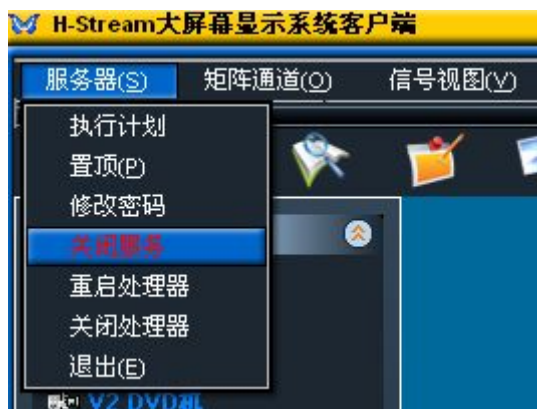 H-Stream大屏幕显示系统客户端
服务器(S) 矩阵通道(O) 信号视图(V)
执行计划
置顶(P)
修改密码
关闭服务
重启处理器
关闭处理器
退出(E)
V2 DVD机